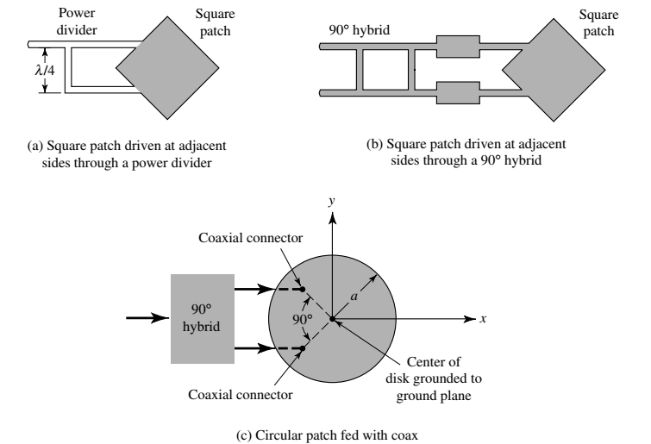 Power
divider
Square
patch
λ/4
(a) Square patch driven at adjacent
sides through a power divider
90° hybrid
Square
patch
(b) Square patch driven at adjacent
sides through a 90° hybrid
y
Coaxial connector
a
90°
hybrid
90°
x
Center of
disk grounded to
ground plane
Coaxial connector
(c) Circular patch fed with coax